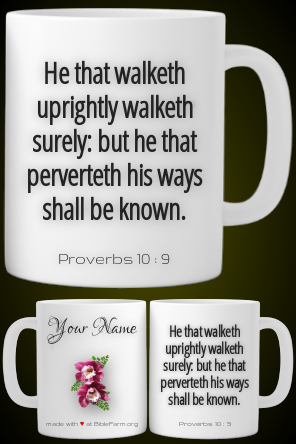 He that walketh
uprightly walketh
surely: but he that
perverteth his ways
shall be known.
Proverbs 10 : 9
Your Name
made with ♥ at BibleFarm.org
He that walketh
uprightly walketh
surely: but he that
perverteth his ways
shall be known.
Proverbs 10 : 9